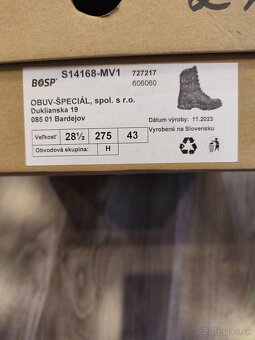 BOSP S14168-MV1 727217
606060
OBUV-ŠPECIÁL, spol. s r.o.
Duklianska 19
085 01 Bardejov
Dátum výroby: 11.2023
Vyrobené na Slovensku
Veľkosť 28½ 275 43
Obvodová skupina: H